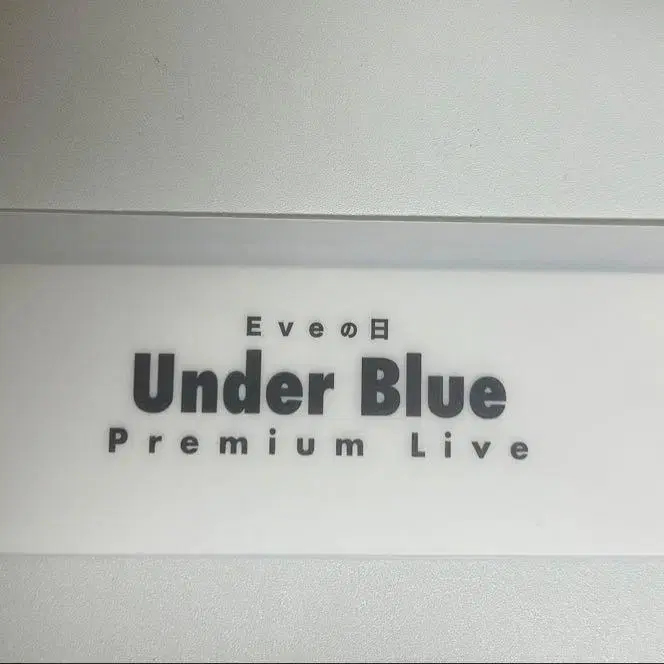 Eveの日
Under Blue
Premium Live